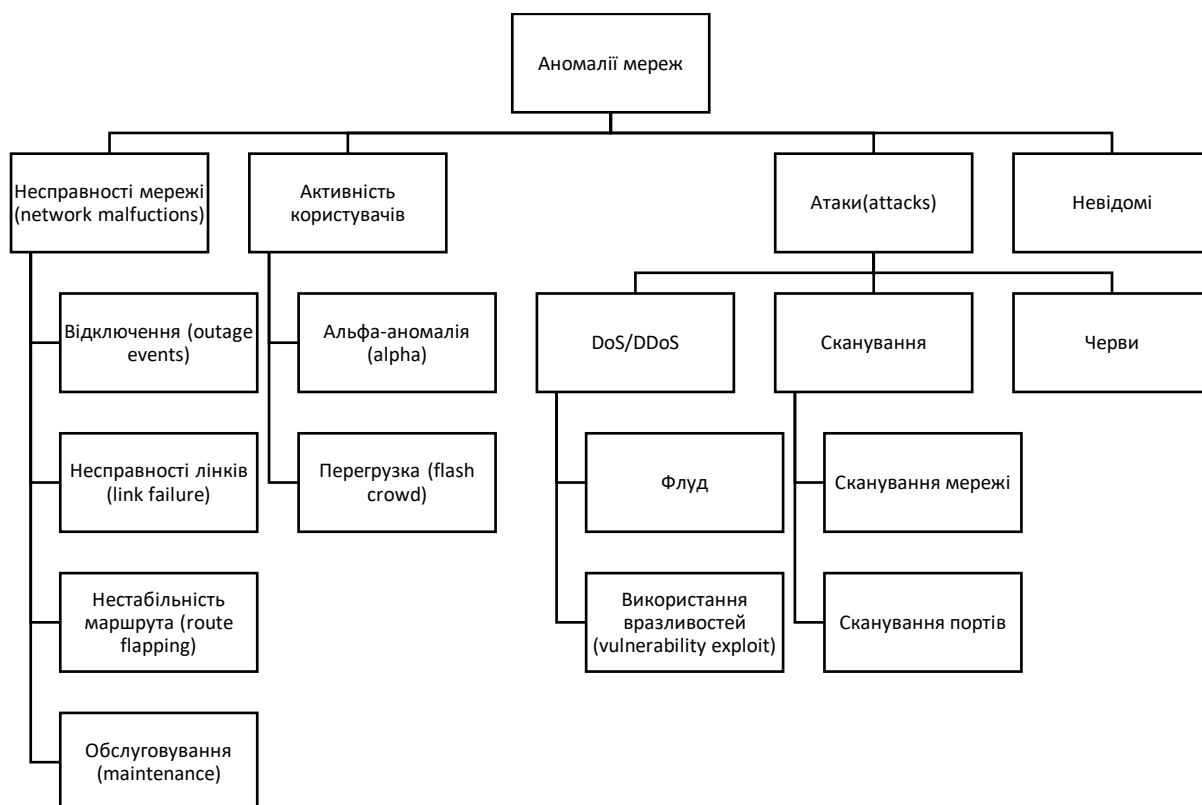 Аномалії мереж
Несправності мережі
(network malfuctions)
Активність
користувачів
Атаки(attacks)
Невідомі
Відключення (outage
events)
Альфа-аномалія
(alpha)
DoS/DDoS
Сканування
Черви
Несправності лінків
(link failure)
Перегрузка (flash
crowd)
Флуд
Сканування мережі
Нестабільність
маршрута (route
flapping)
Використання
вразливостей
(vulnerability exploit)
Сканування портів
Обслуговування
(maintenance)